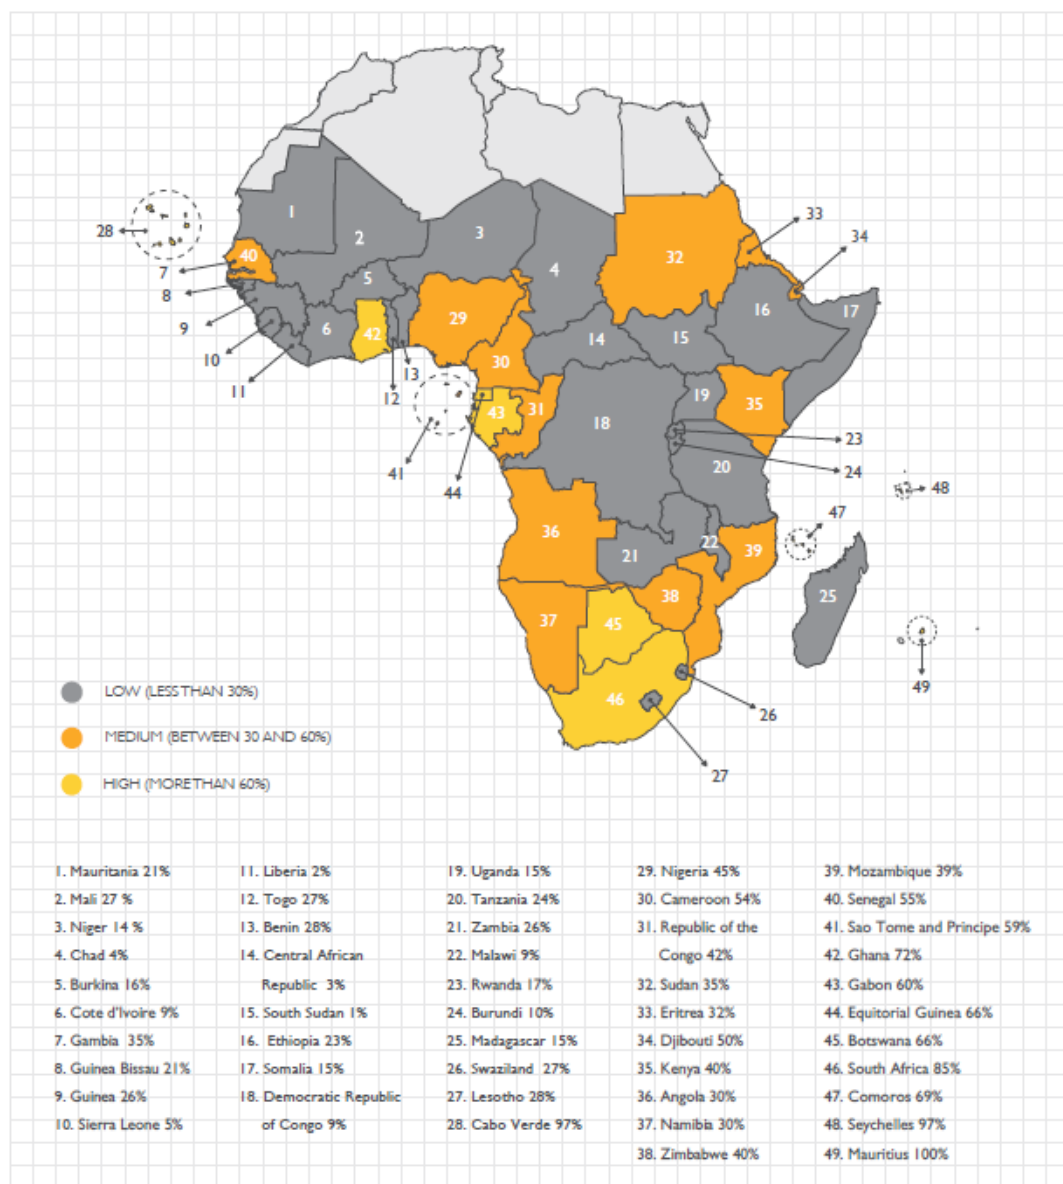 33
34
28
1
2
3
40
32
7
4
5
16
17
8
29
9
6
42
14
15
10
30
13
11
12
19
35
43
31
18
23
41
44
20
24
48
47
36
22
39
21
38
25
45
37
46
49
26
27
LOW (LESS THAN 30%)
MEDIUM (BETWEEN 30 AND 60%)
HIGH (MORE THAN 60%)
1. Mauritania 21%
2. Mali 27 %
3. Niger 14 %
4. Chad 4%
5. Burkina 16%
6. Cote d'Ivoire 9%
7. Gambia 35%
8. Guinea Bissau 21%
9. Guinea 26%
10. Sierra Leone 5%
11. Liberia 2%
12. Togo 27%
13. Benin 28%
14. Central African
Republic 3%
15. South Sudan 1%
16. Ethiopia 23%
17. Somalia 15%
18. Democratic Republic
of Congo 9%
19. Uganda 15%
20. Tanzania 24%
21. Zambia 26%
22. Malawi 9%
23. Rwanda 17%
24. Burundi 10%
25. Madagascar 15%
26. Swaziland 27%
27. Lesotho 28%
28. Cabo Verde 97%
29. Nigeria 45%
30. Cameroon 54%
31. Republic of the
Congo 42%
32. Sudan 35%
33. Eritrea 32%
34. Djibouti 50%
35. Kenya 40%
36. Angola 30%
37. Namibia 30%
38. Zimbabwe 40%
39. Mozambique 39%
40. Senegal 55%
41. Sao Tome and Principe 59%
42. Ghana 72%
43. Gabon 60%
44. Equitorial Guinea 66%
45. Botswana 66%
46. South Africa 85%
47. Comoros 69%
48. Seychelles 97%
49. Mauritius 100%